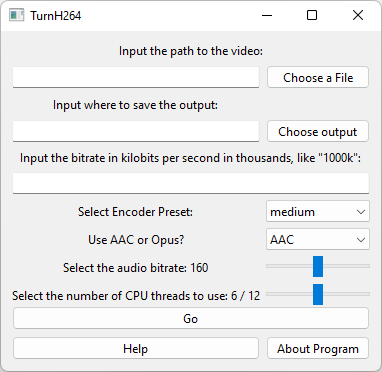 TurnH264
Input the path to the video:
Choose a File
Input where to save the output:
Choose output
Input the bitrate in kilobits per second in thousands, like "1000k":
Select Encoder Preset:
medium
Use AAC or Opus?
AAC
Select the audio bitrate: 160
Select the number of CPU threads to use: 6 / 12
Go
Help
About Program